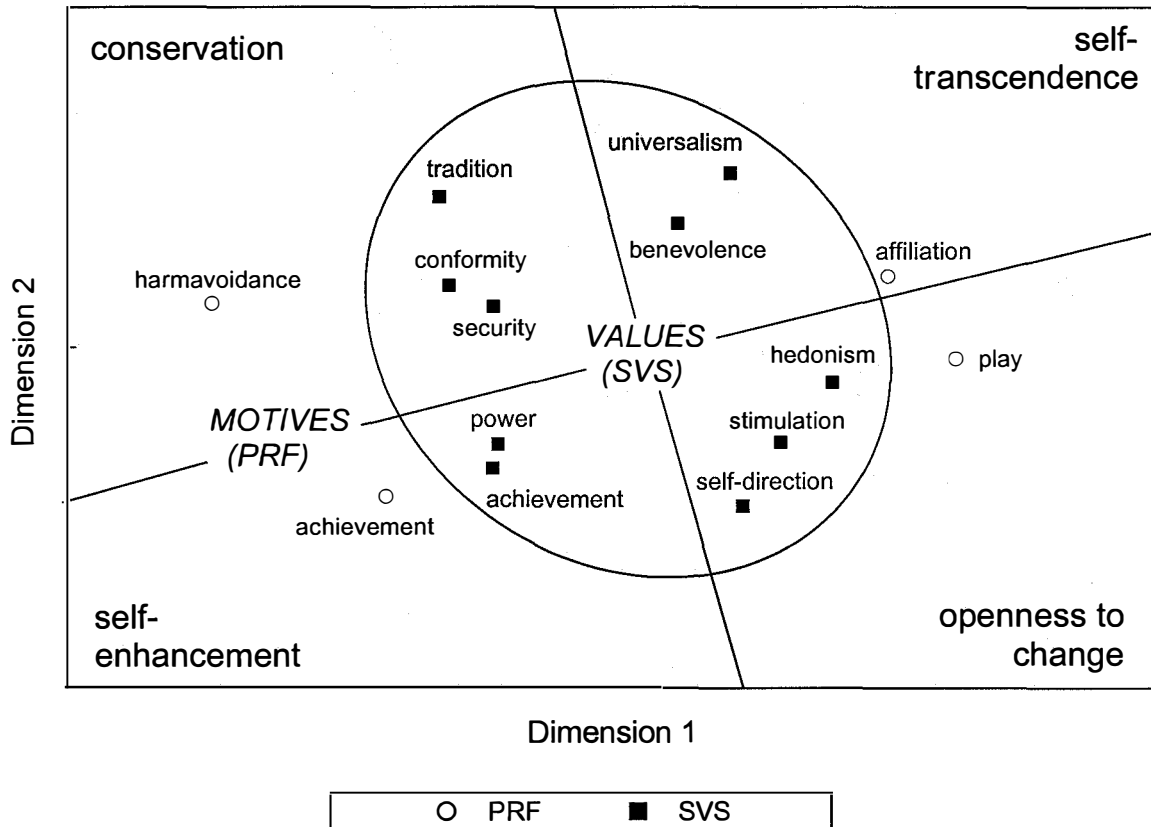 conservation
self-
transcendence
universalism
tradition
benevolence
affiliation
conformity
harmavoidance
security
VALUES
(SVS)
hedonism
play
Dimension 2
MOTIVES
(PRF)
power
stimulation
self-direction
achievement
achievement
self-
enhancement
openness to
change
Dimension 1
PRF
SVS